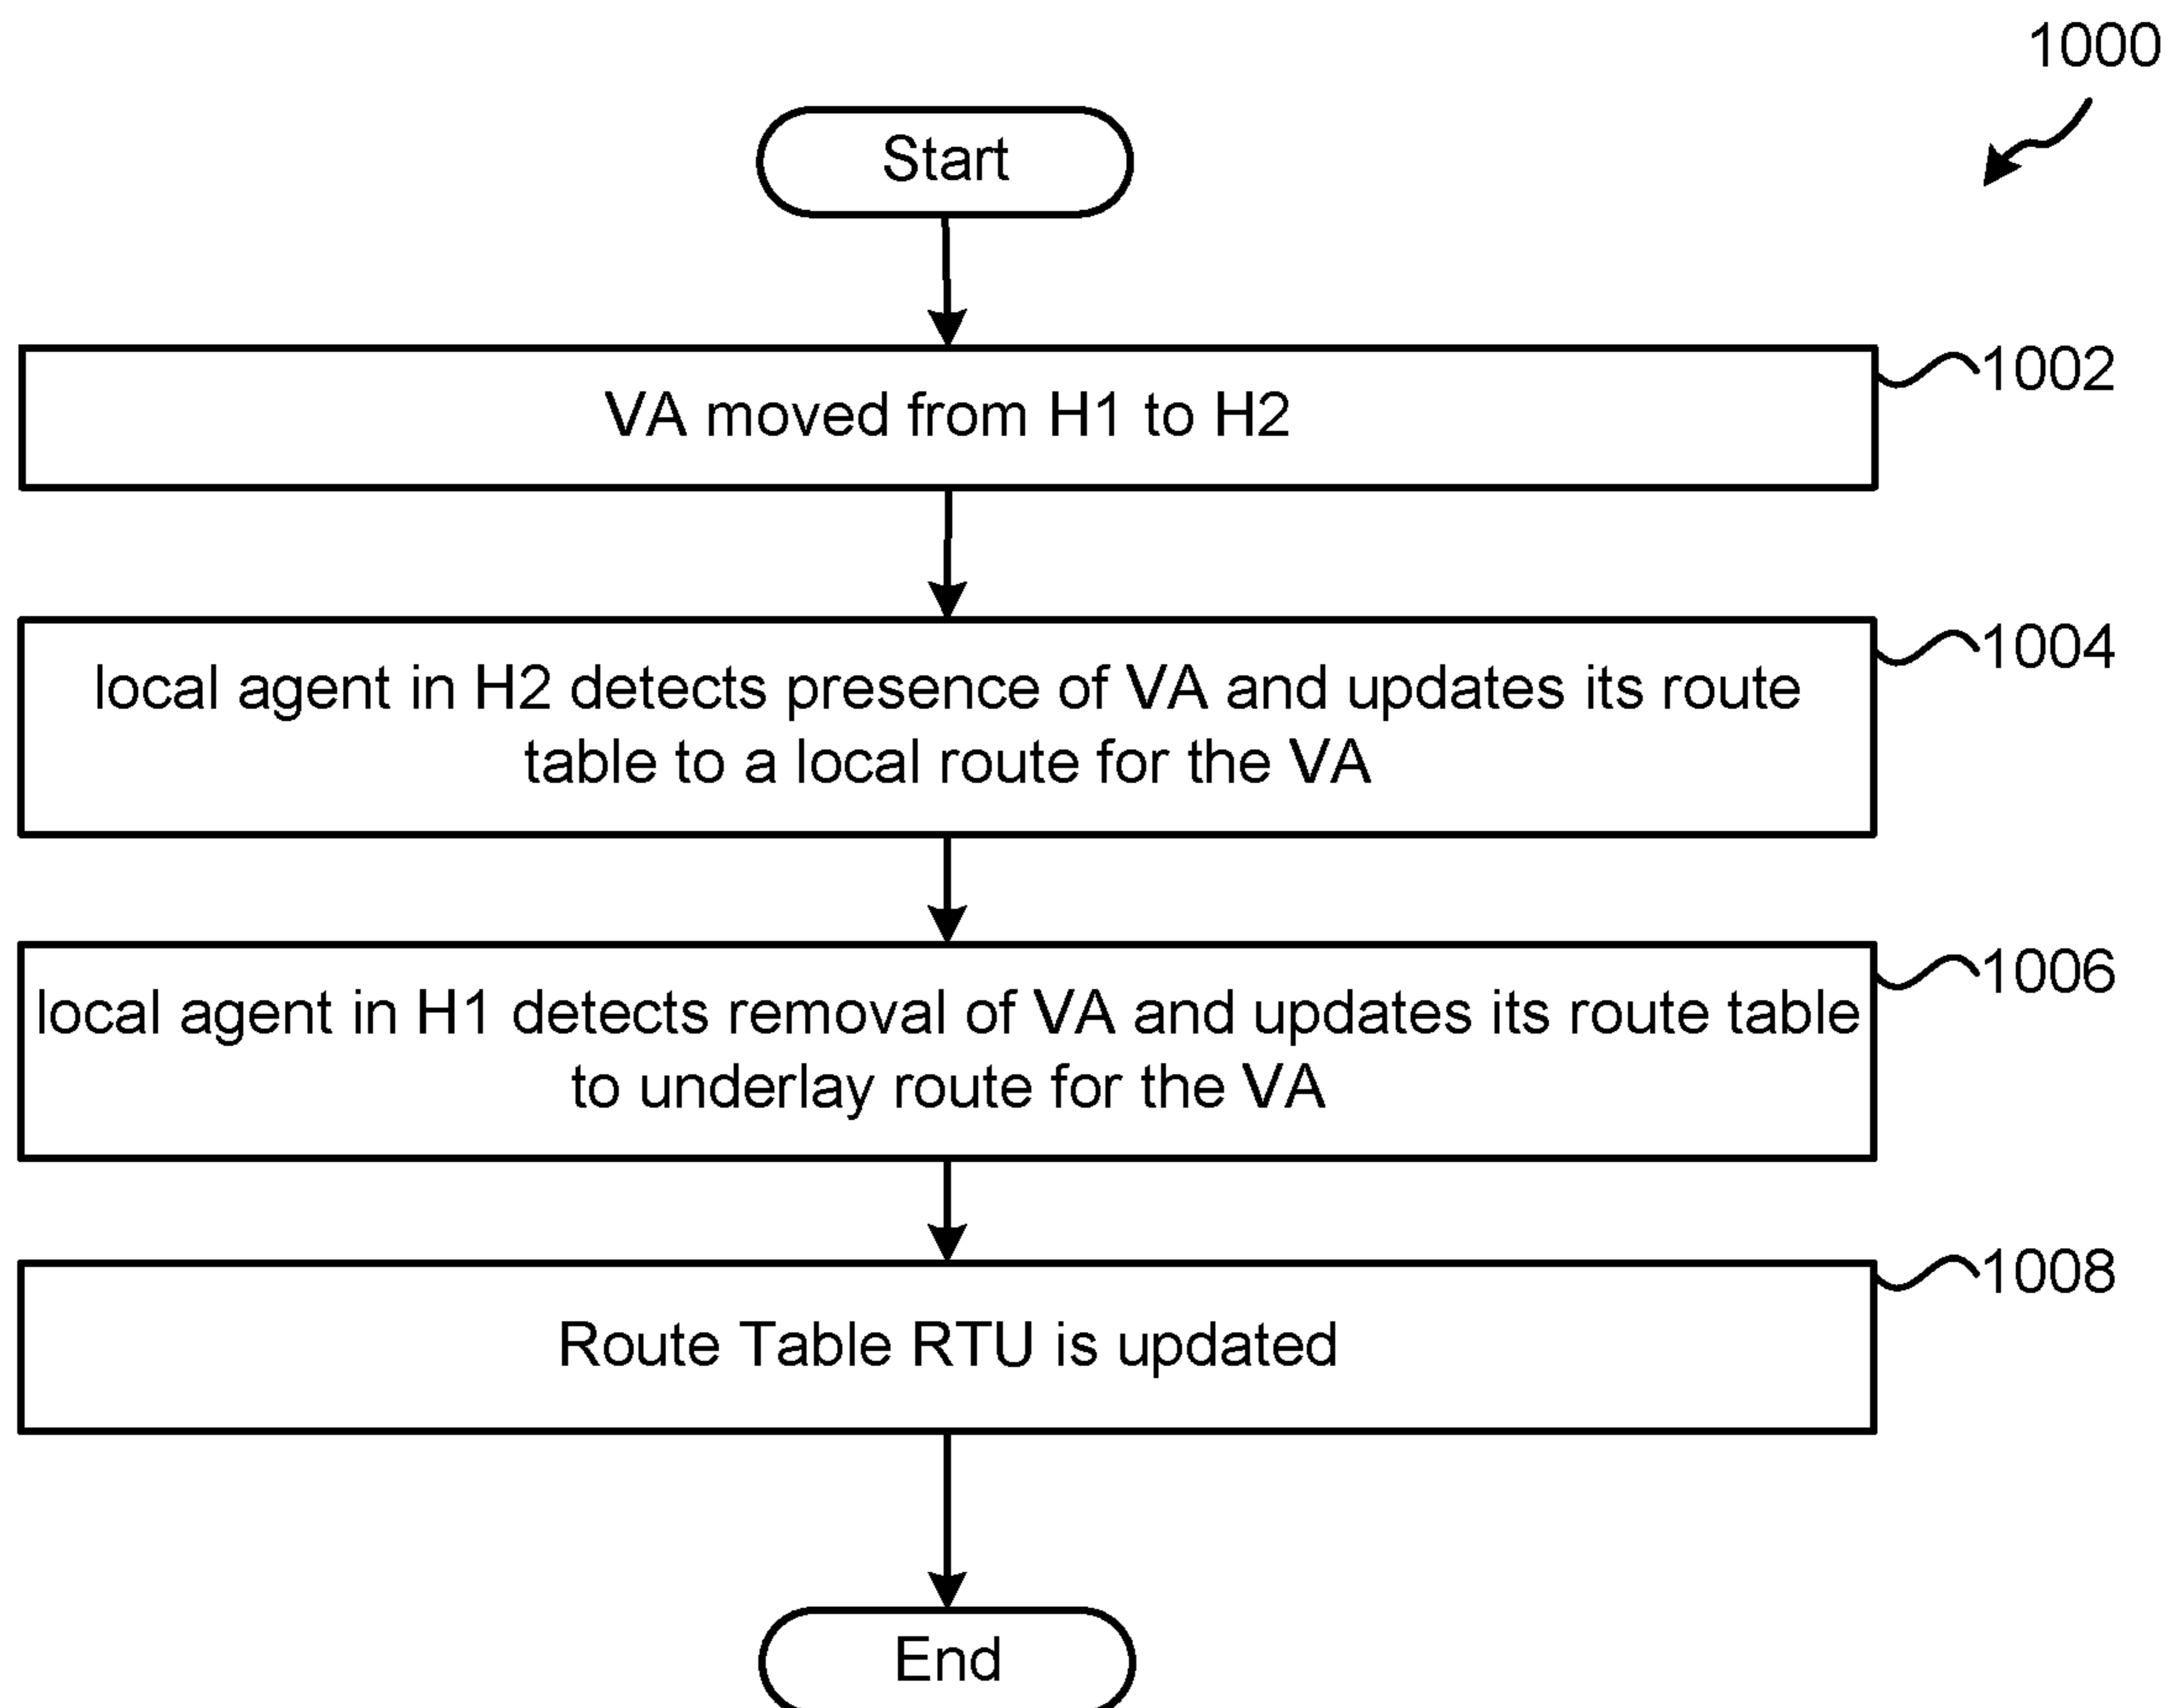 1000
Start
VA moved from H1 to H2
1002
local agent in H2 detects presence of VA and updates its route
table to a local route for the VA
1004
local agent in H1 detects removal of VA and updates its route table
to underlay route for the VA
1006
Route Table RTU is updated
1008
End